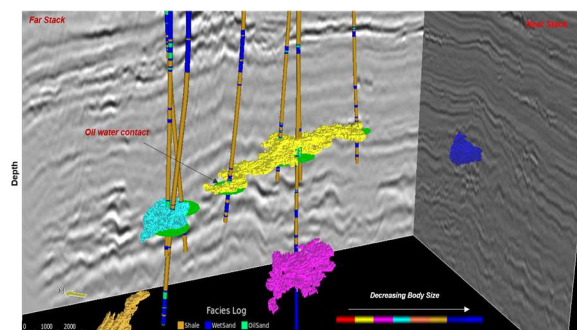 Far Stack
Near Stack
Oil water contact
Depth
Decreasing Body Size
Facies Log
0 1000 2000
Shale WetSand OilSand